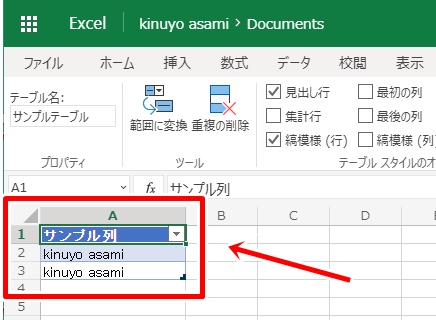 Excel kinuyo asami > Documents
ファイル ホーム 挿入 数式 データ 校閲 表示
テーブル名:
サンプルテーブル
範囲に変換 重複の削除
見出し行 最初の列
集計行 最後の列
縞模様 (行) 縞模様 (列)
プロパティ ツール テーブル スタイルのオ
A1 fx サンプル列
A B C D
1 サンプル列
2 kinuyo asami
3 kinuyo asami
4
5